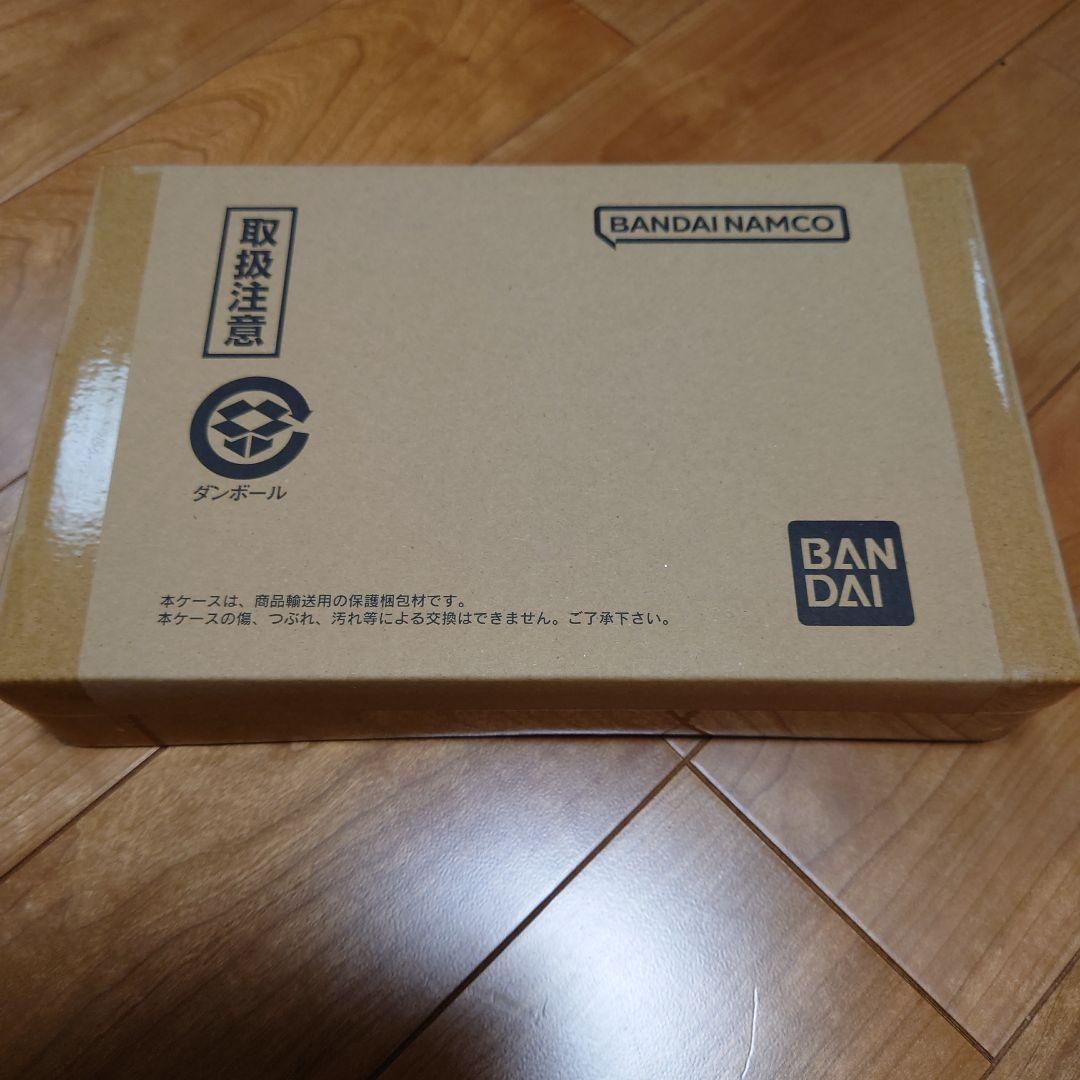 取扱注意
BANDAI NAMCO
ダンボール
BAN
DAI
本ケースは、商品輸送用の保護梱包材です。
本ケースの傷、つぶれ、汚れ等による交換はできません。ご了承下さい。